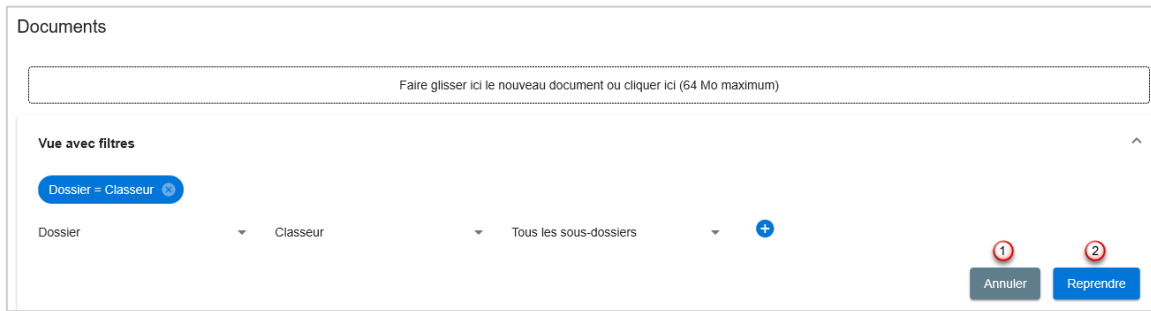 Documents
Faire glisser ici le nouveau document ou cliquer ici (64 Mo maximum)
Vue avec filtres
Dossier = Classeur
Dossier Classeur Tous les sous-dossiers
1 2
Annuler Reprendre